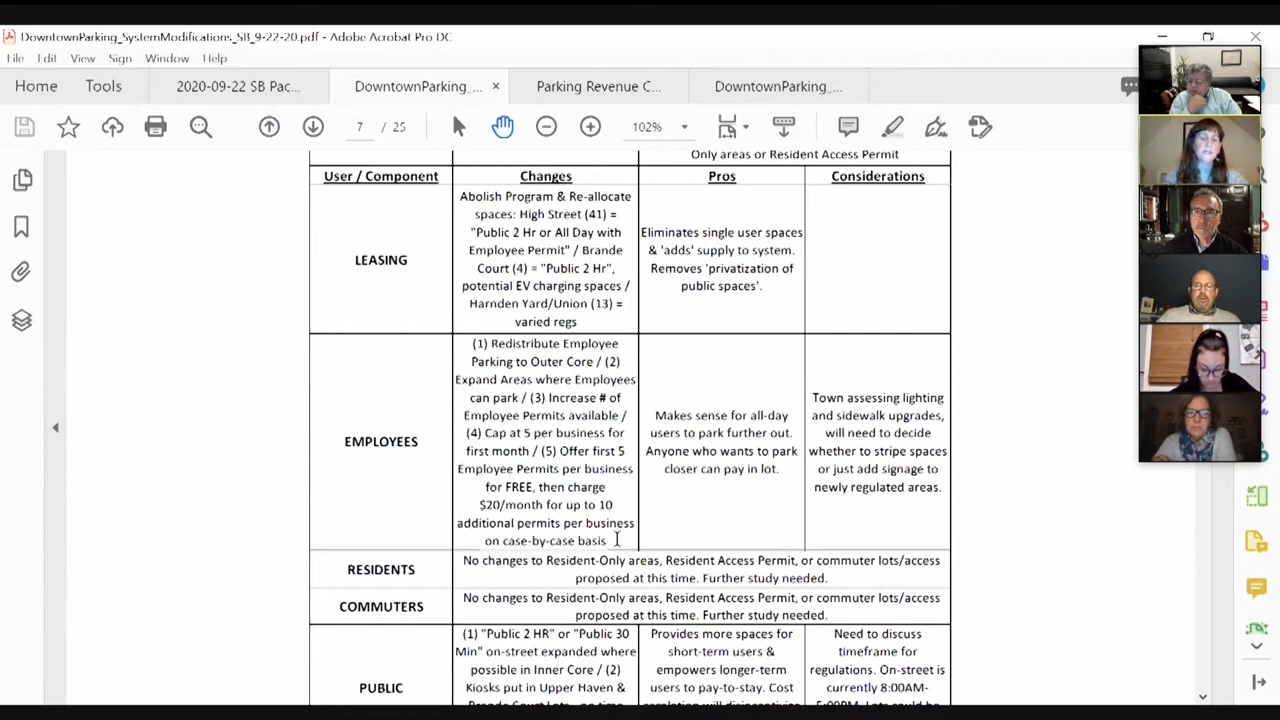 DowntownParking_SystemModifications_SB_9-22-20.pdf - Adobe Acrobat Pro DC
File Edit View Sign Window Help
Home Tools 2020-09-22 SB Pac... DowntownParking_... × Parking Revenue C... DowntownParking_...
7 / 25 102%
Only areas or Resident Access Permit
User / Component Changes Pros Considerations
LEASING
Abolish Program & Re-allocate
spaces: High Street (41) =
"Public 2 Hr or All Day with
Employee Permit" / Brande
Court (4) = "Public 2 Hr",
potential EV charging spaces /
Harnden Yard/Union (13) =
varied regs
Eliminates single user spaces
& 'adds' supply to system.
Removes 'privatization of
public spaces'.
EMPLOYEES
(1) Redistribute Employee
Parking to Outer Core / (2)
Expand Areas where Employees
can park / (3) Increase # of
Employee Permits available /
(4) Cap at 5 per business for
first month / (5) Offer first 5
Employee Permits per business
for FREE, then charge
$20/month for up to 10
additional permits per business
on case-by-case basis
Makes sense for all-day
users to park further out.
Anyone who wants to park
closer can pay in lot.
Town assessing lighting
and sidewalk upgrades,
will need to decide
whether to stripe spaces
or just add signage to
newly regulated areas.
RESIDENTS
No changes to Resident-Only areas, Resident Access Permit, or commuter lots/access
proposed at this time. Further study needed.
COMMUTERS
No changes to Resident-Only areas, Resident Access Permit, or commuter lots/access
proposed at this time. Further study needed.
PUBLIC
(1) "Public 2 HR" or "Public 30
Min" on-street expanded where
possible in Inner Core / (2)
Kiosks put in Upper Haven &
Provides more spaces for
short-term users &
empowers longer-term
users to pay-to-stay. Cost
Need to discuss
timeframe for
regulations. On-street is
currently 8:00AM-